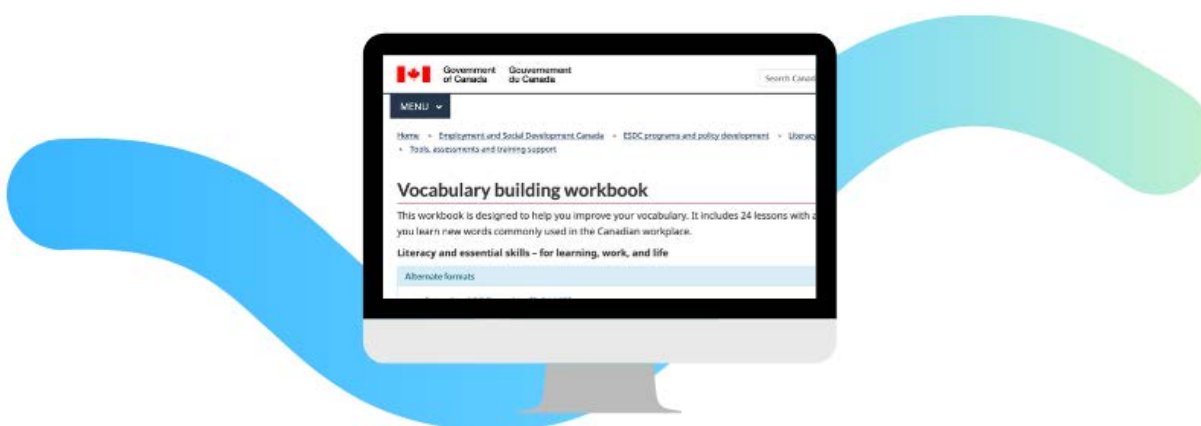 Government Gouvernement
of Canada du Canada
Search Canad
MENU
Home Employment and Social Development Canada ESDC programs and policy development Literacy
Tools, assessments and training support
Vocabulary building workbook
This workbook is designed to help you improve your vocabulary. It includes 24 lessons with a
you learn new words commonly used in the Canadian workplace.
Literacy and essential skills – for learning, work, and life
Alternate formats